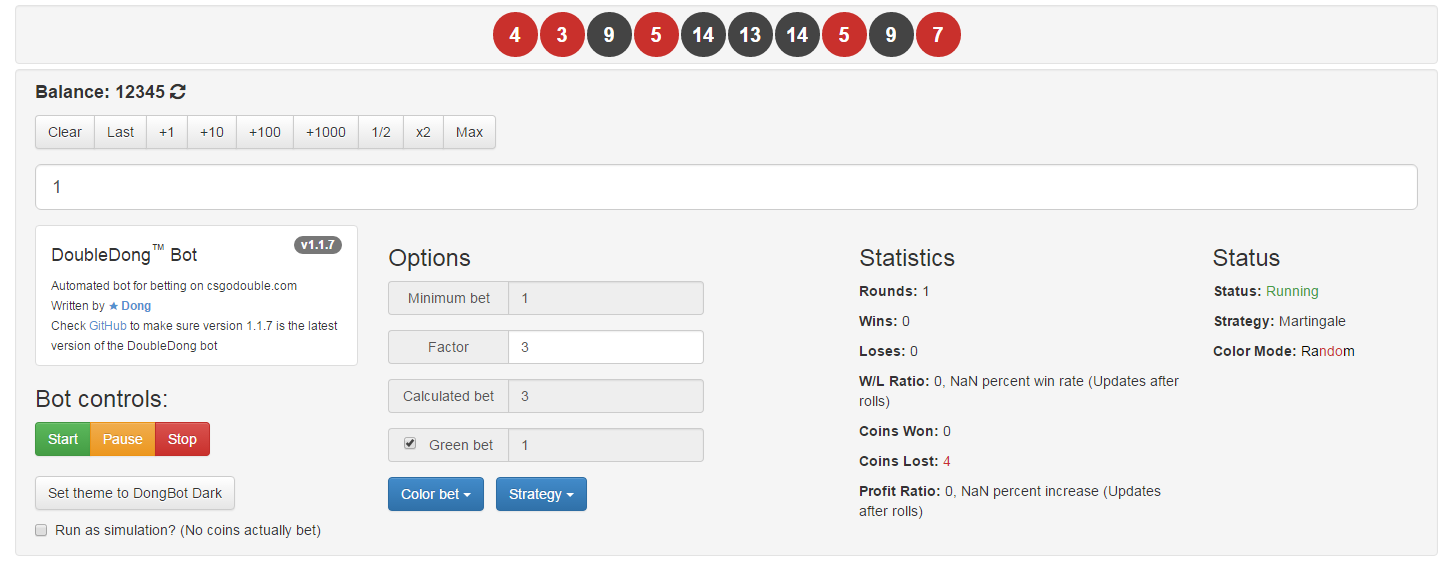 4 3 9 5 14 13 14 5 9 7
Balance: 12345
Clear Last +1 +10 +100 +1000 1/2 x2 Max
1
DoubleDong™ Bot v1.1.7
Automated bot for betting on csgodouble.com
Written by ★ Dong
Check GitHub to make sure version 1.1.7 is the latest
version of the DoubleDong bot
Bot controls:
Start Pause Stop
Set theme to DongBot Dark
Run as simulation? (No coins actually bet)
Options
Minimum bet 1
Factor 3
Calculated bet 3
Green bet 1
Color bet Strategy
Statistics
Rounds: 1
Wins: 0
Loses: 0
W/L Ratio: 0, NaN percent win rate (Updates after
rolls)
Coins Won: 0
Coins Lost: 4
Profit Ratio: 0, NaN percent increase (Updates
after rolls)
Status
Status: Running
Strategy: Martingale
Color Mode: Random